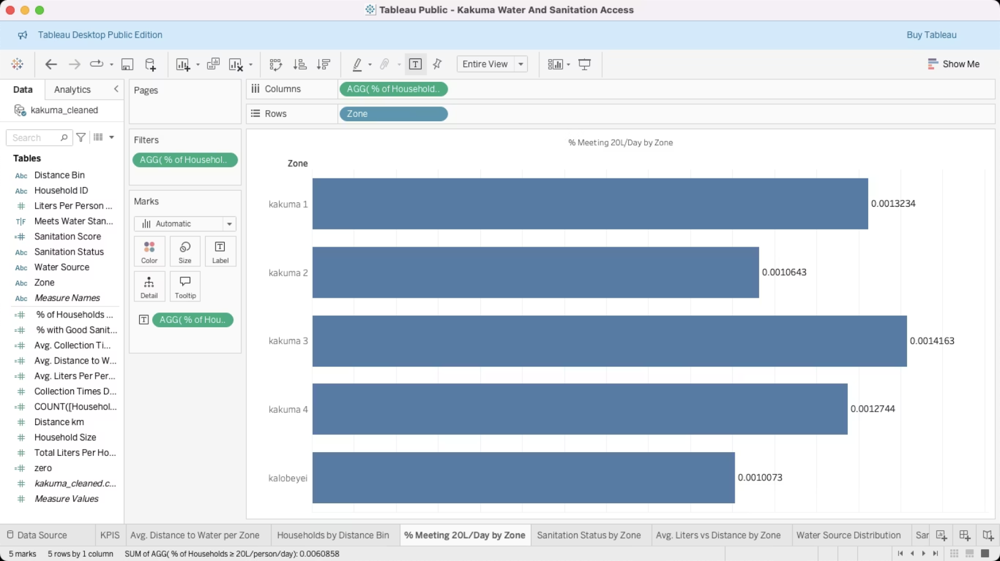 Tableau Public - Kakuma Water And Sanitation Access
Tableau Desktop Public Edition
Buy Tableau
Entire View
Show Me
Data
Analytics
kakuma_cleaned
Search
Tables
Abc Distance Bin
Abc Household ID
# Liters Per Person ...
T|F Meets Water Stan...
=# Sanitation Score
Abc Sanitation Status
Abc Water Source
Abc Zone
Abc Measure Names
=# % of Households ...
=# % with Good Sanit...
=# Avg. Collection Ti...
=# Avg. Distance to W...
=# Avg. Liters Per Per...
# Collection Times D...
=# COUNT([Househol...
# Distance km
# Household Size
# Total Liters Per Ho...
=# zero
# kakuma_cleaned.c...
# Measure Values
Pages
Filters
AGG( % of Househol..
Marks
Automatic
Color
Size
Label
Detail
Tooltip
AGG( % of Hou..
Columns
AGG( % of Household..
Rows
Zone
% Meeting 20L/Day by Zone
Zone
kakuma 1 0.0013234
kakuma 2 0.0010643
kakuma 3 0.0014163
kakuma 4 0.0012744
kalobeyei 0.0010073
Data Source
KPIS
Avg. Distance to Water per Zone
Households by Distance Bin
% Meeting 20L/Day by Zone
Sanitation Status by Zone
Avg. Liters vs Distance by Zone
Water Source Distribution
Sar
5 marks
5 rows by 1 column
SUM of AGG( % of Households ≥ 20L/person/day): 0.0060858